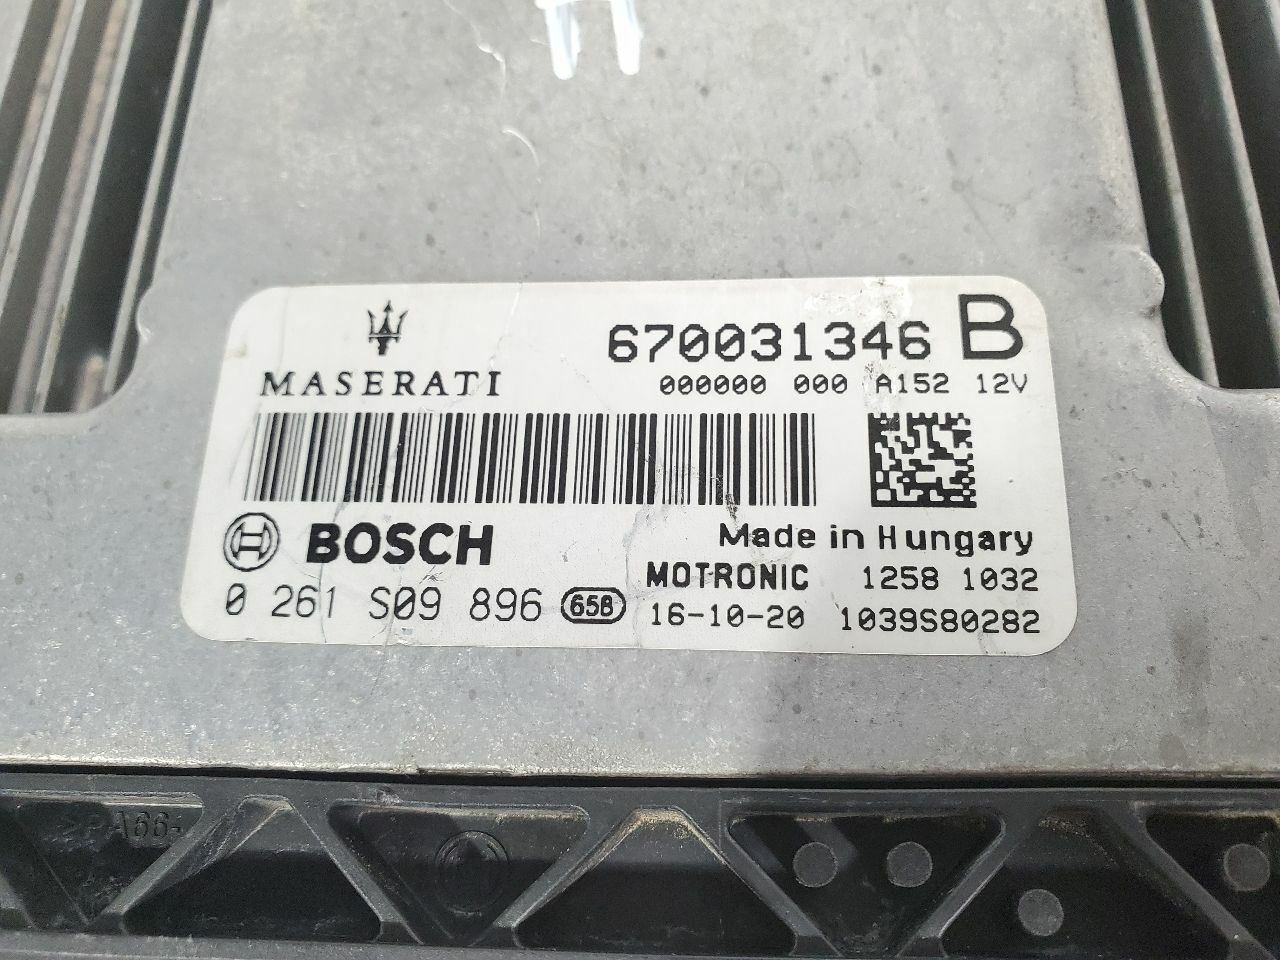 670031346 B
MASERATI
000000 000 A152 12V
BOSCH
Made in Hungary
MOTRONIC 1258 1032
0 261 S09 896 658
16-10-20 1039S80282
>PA66-